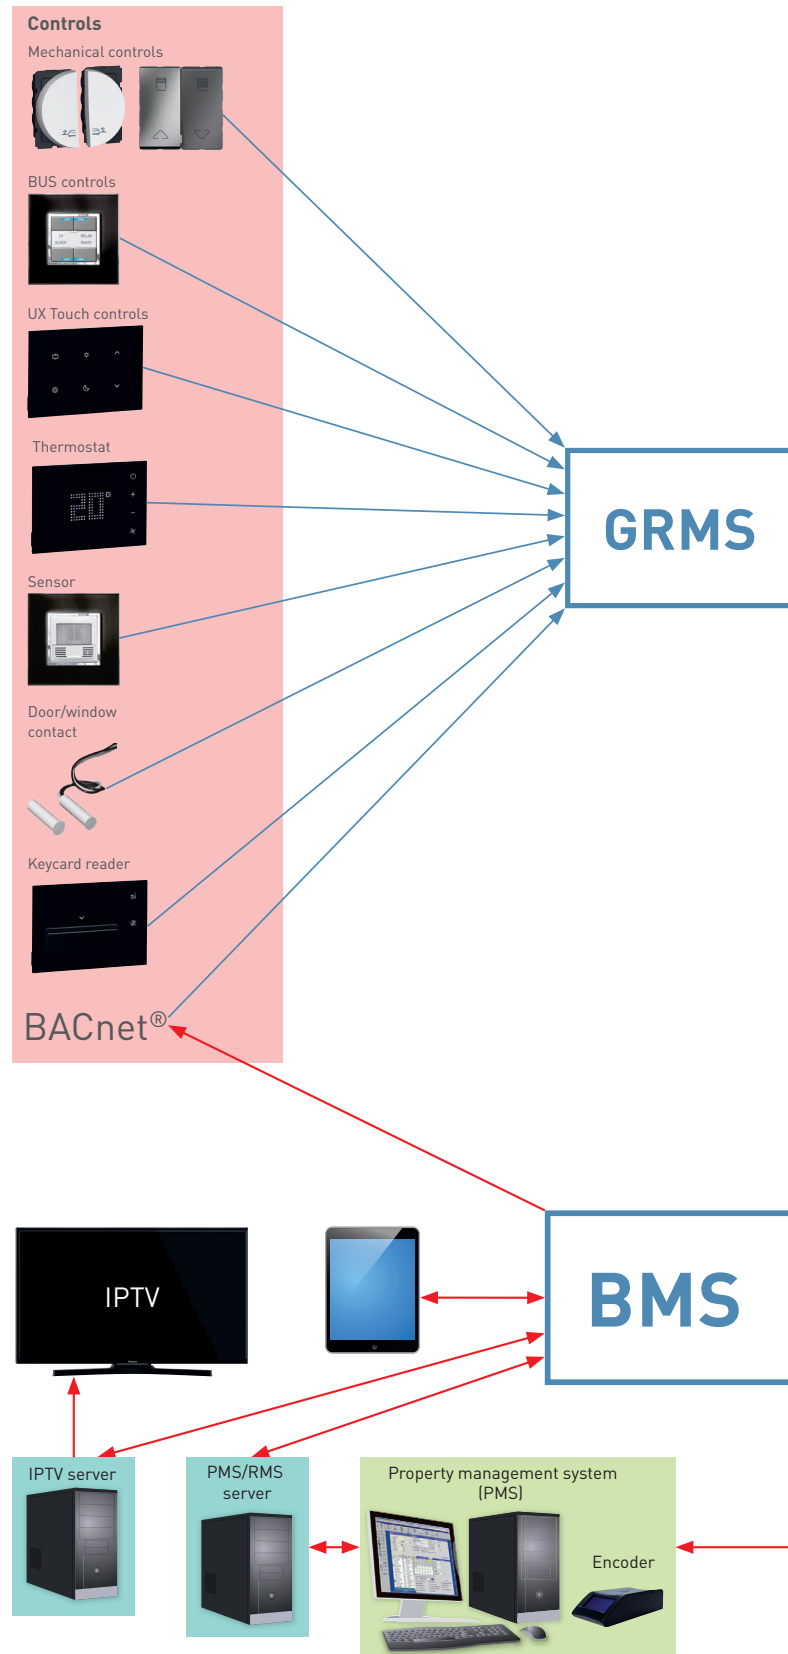 Controls
Mechanical controls
BUS controls
UX Touch controls
Thermostat
20°
Sensor
Door/window
contact
Keycard reader
BACnet®
GRMS
IPTV
BMS
IPTV server
PMS/RMS
server
Property management system
(PMS)
Encoder